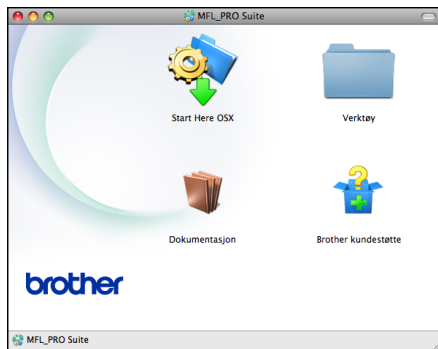 MFL_PRO Suite
Start Here OSX
Verktøy
Dokumentasjon
Brother kundestøtte
brother
MFL_PRO Suite